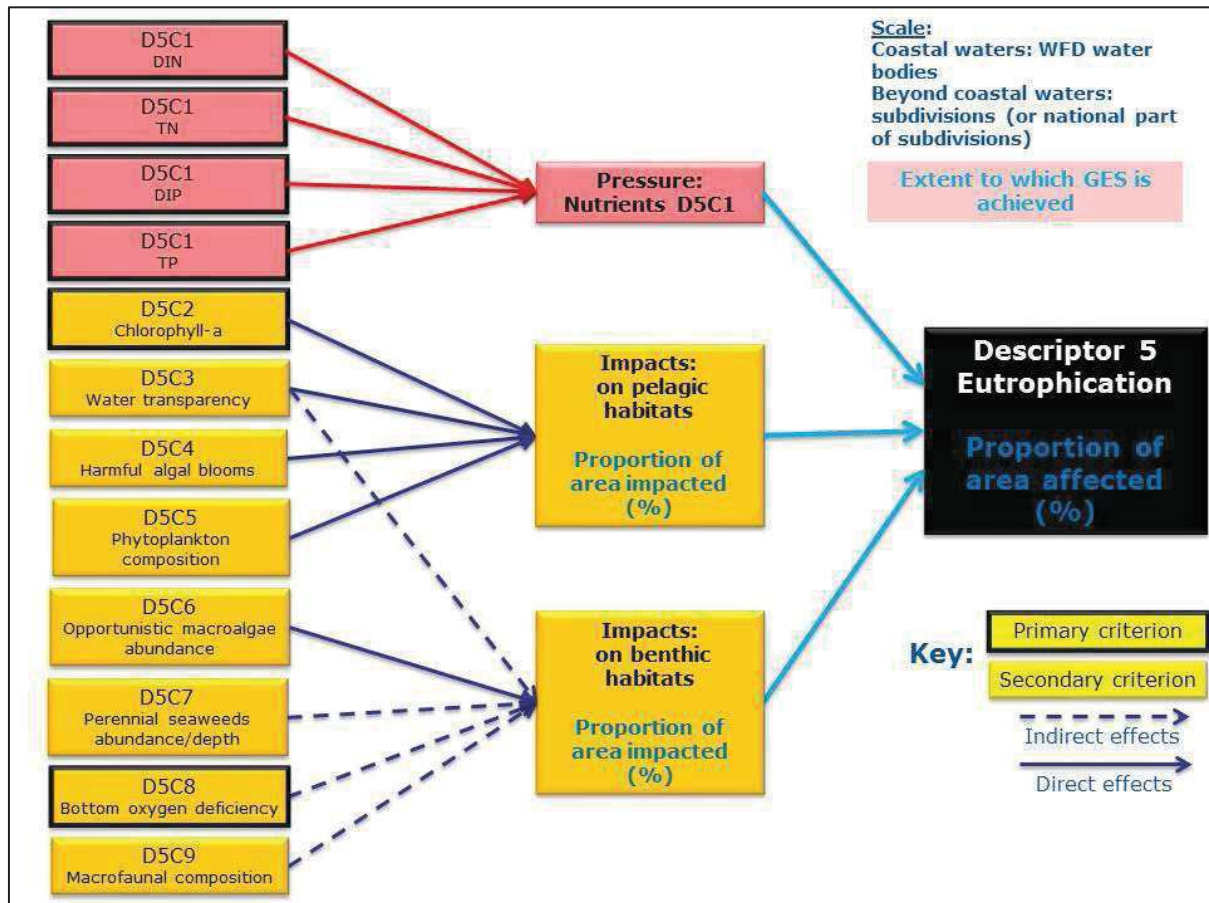 D5C1
DIN
D5C1
TN
D5C1
DIP
D5C1
TP
D5C2
Chlorophyll-a
D5C3
Water transparency
D5C4
Harmful algal blooms
D5C5
Phytoplankton
composition
D5C6
Opportunistic macroalgae
abundance
D5C7
Perennial seaweeds
abundance/depth
D5C8
Bottom oxygen deficiency
D5C9
Macrofaunal composition
Pressure:
Nutrients D5C1
Impacts:
on pelagic
habitats
Proportion of
area impacted
(%)
Impacts:
on benthic
habitats
Proportion of
area impacted
(%)
Scale:
Coastal waters: WFD water
bodies
Beyond coastal waters:
subdivisions (or national part
of subdivisions)
Extent to which GES is
achieved
Descriptor 5
Eutrophication
Proportion of
area affected
(%)
Key:
Primary criterion
Secondary criterion
Indirect effects
Direct effects